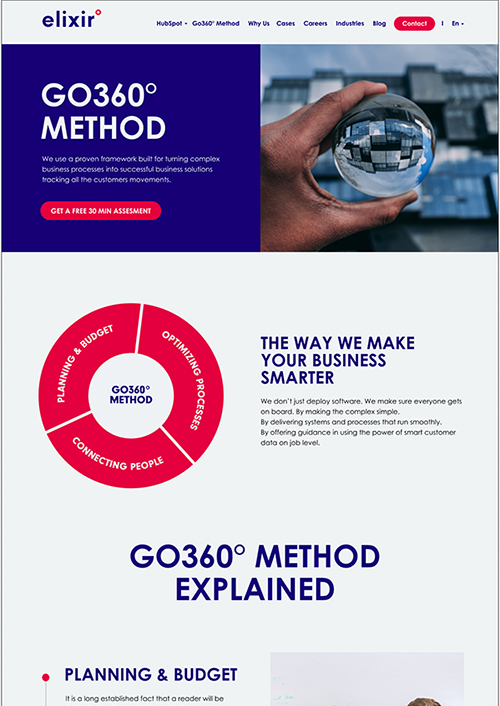 elixir°
HubSpot
GO360° Method
Why Us
Cases
Careers
Industries
Blog
Contact
I
En
GO360°
METHOD
We use a proven framework built for turning complex
business processes into successful business solutions
tracking all the customers movements.
GET A FREE 30 MIN ASSESMENT
PLANNING & BUDGET
OPTIMIZING PROCESSES
CONNECTING PEOPLE
GO360°
METHOD
THE WAY WE MAKE
YOUR BUSINESS
SMARTER
We don't just deploy software. We make sure everyone gets
on board. By making the complex simple.
By delivering systems and processes that run smoothly.
By offering guidance in using the power of smart customer
data on job level.
GO360° METHOD
EXPLAINED
PLANNING & BUDGET
It is a long established fact that a reader will be